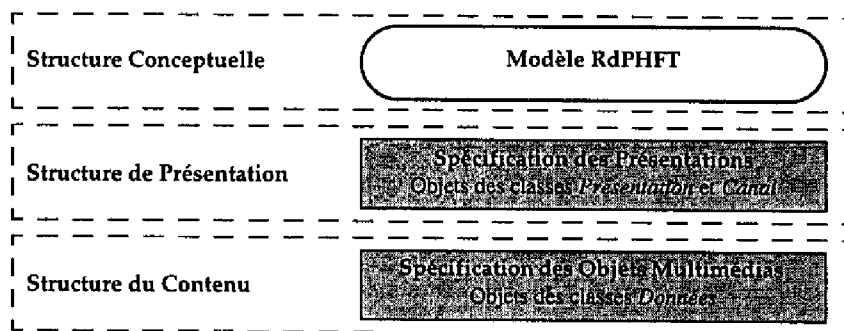 Structure Conceptuelle
Modèle RdPHFT
Structure de Présentation
Spécification des Présentations
Objets des classes Présentation et Canal
Structure du Contenu
Spécification des Objets Multimédias
Objets des classes Données